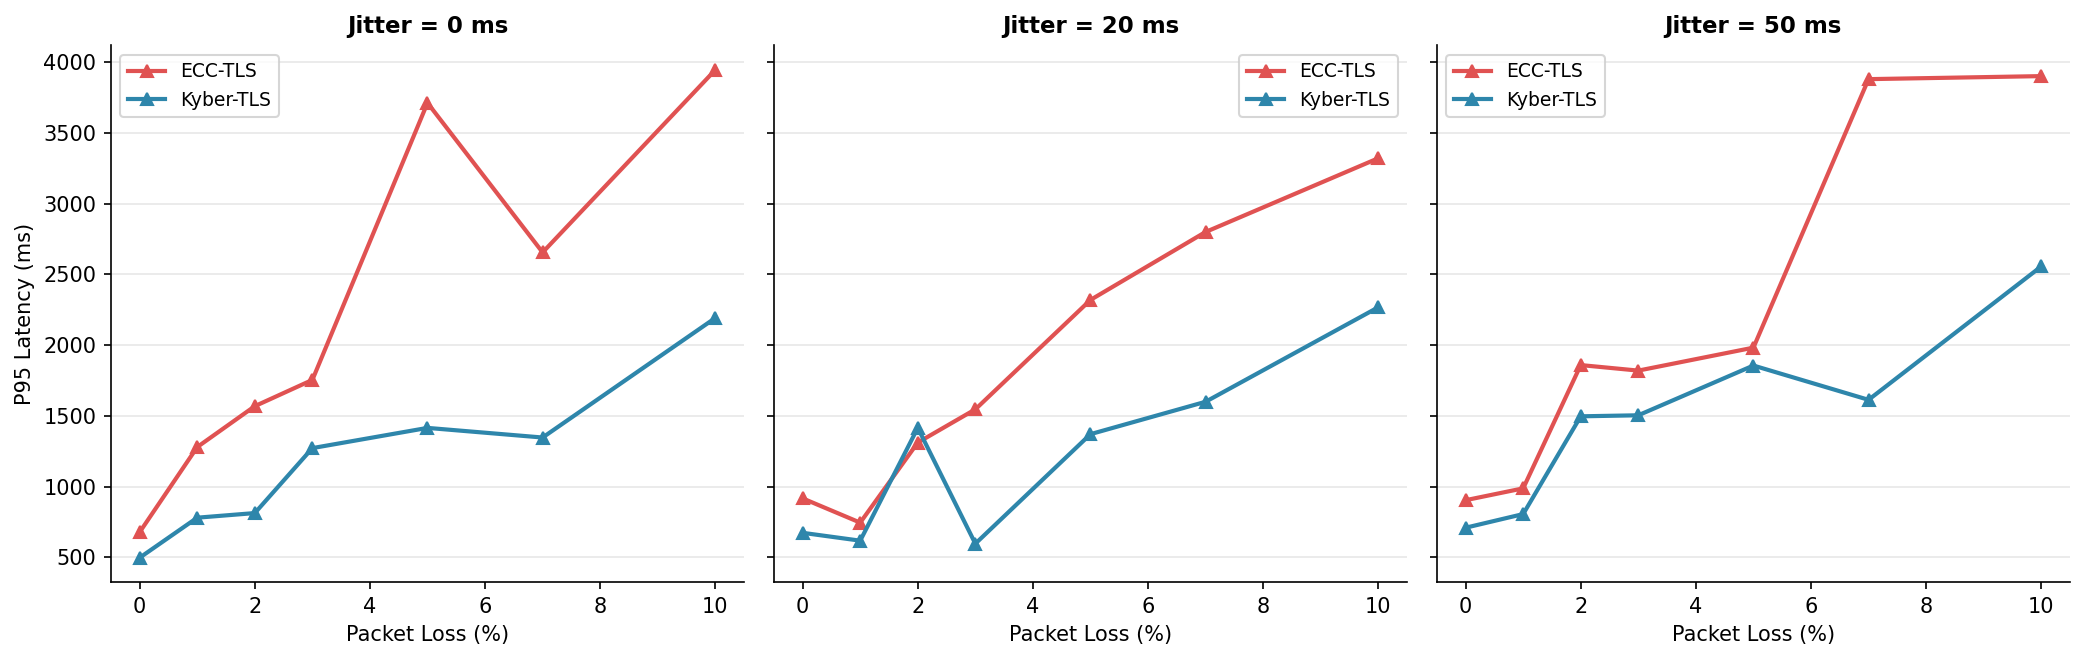 Jitter = 0 ms
Jitter = 20 ms
Jitter = 50 ms
P95 Latency (ms)
4000
3500
3000
2500
2000
1500
1000
500
ECC-TLS
Kyber-TLS
0 2 4 6 8 10
Packet Loss (%)
ECC-TLS
Kyber-TLS
0 2 4 6 8 10
Packet Loss (%)
ECC-TLS
Kyber-TLS
0 2 4 6 8 10
Packet Loss (%)